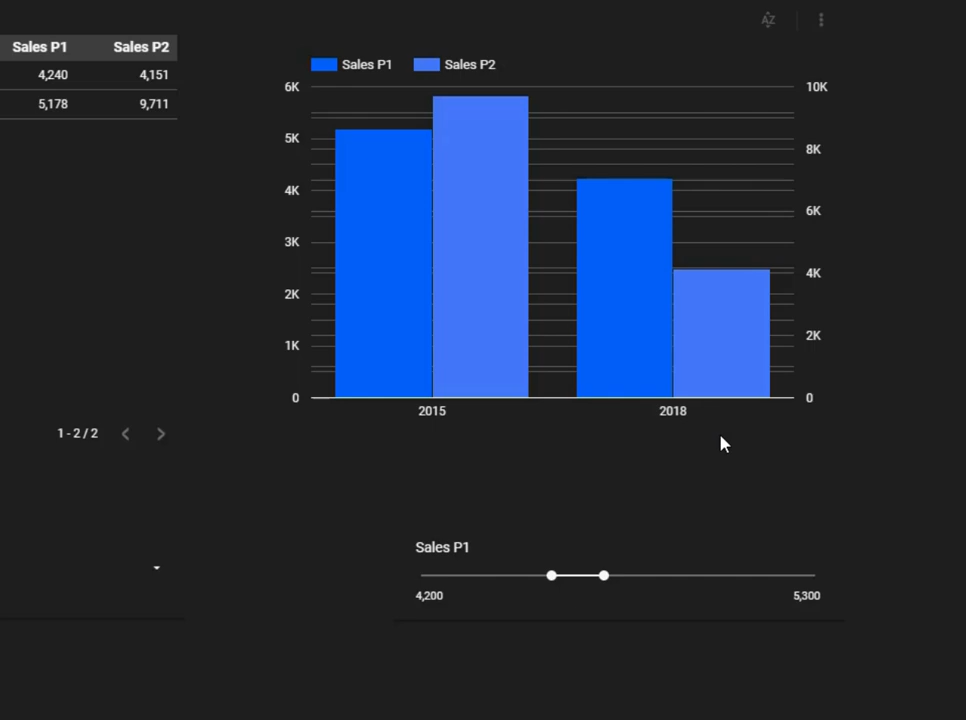 Sales P1 Sales P2
4,240 4,151
5,178 9,711
1 - 2 / 2
AZ
Sales P1 Sales P2
6K 10K
5K 8K
4K 6K
3K 4K
2K 2K
1K
0 0
2015 2018
Sales P1
4,200 5,300